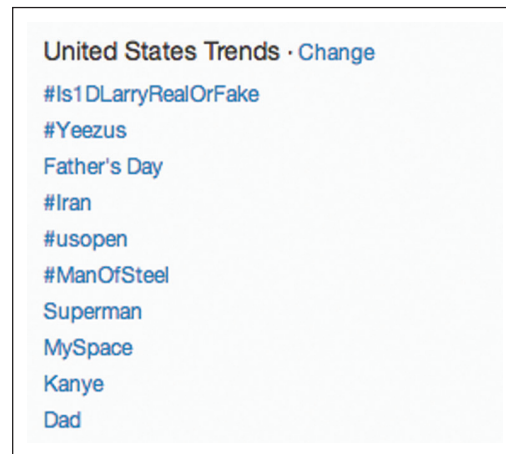 United States Trends · Change
#Is1DLarryRealOrFake
#Yeezus
Father's Day
#Iran
#usopen
#ManOfSteel
Superman
MySpace
Kanye
Dad